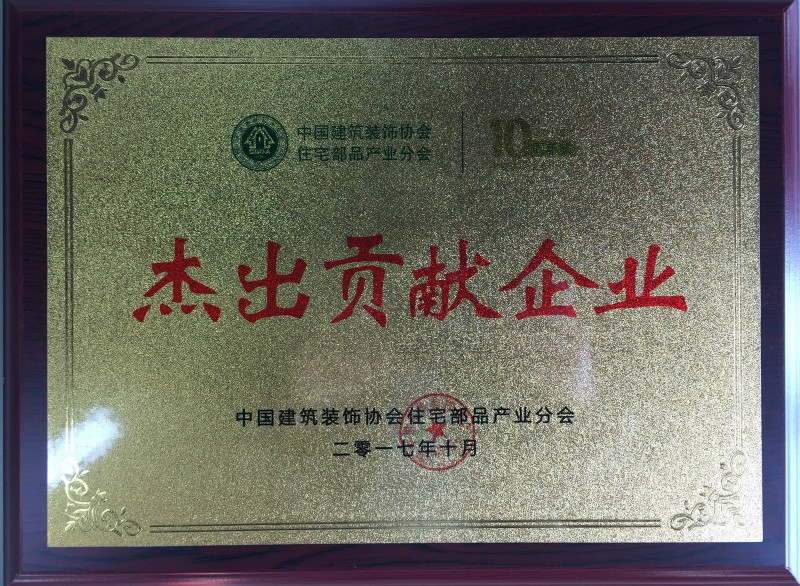 中国建筑装饰协会
住宅部品产业分会
10
杰出贡献企业
中国建筑装饰协会住宅部品产业分会
二零一七年十月